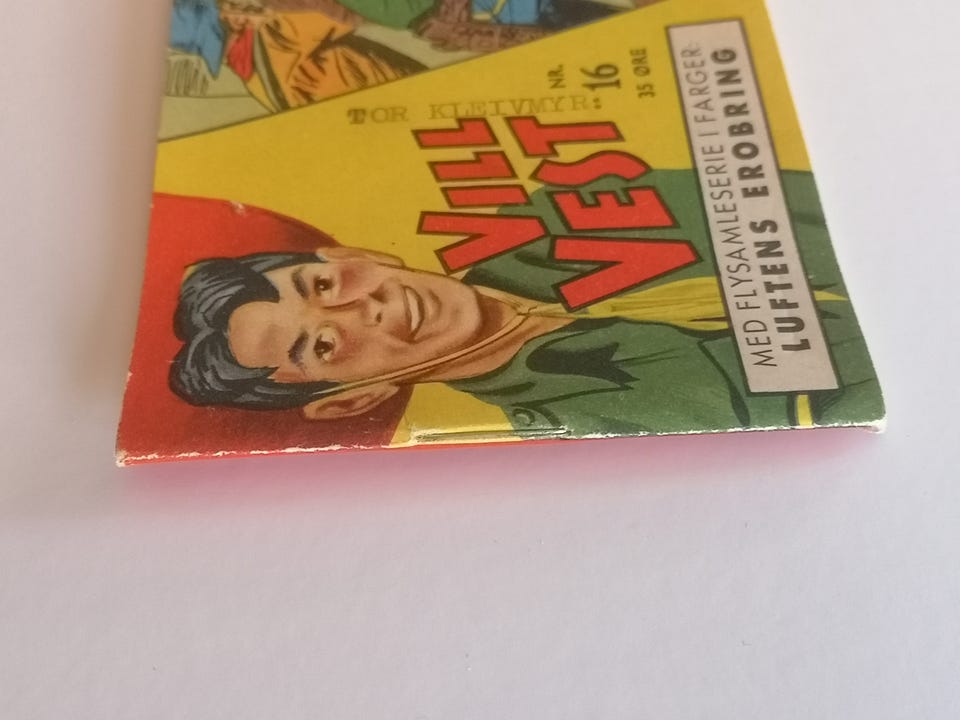 TOR KLEIVMYR.
VILL
VEST
NR.
16
35 ØRE
MED FLYSAMLESERIE I FARGER:
LUFTENS EROBRING